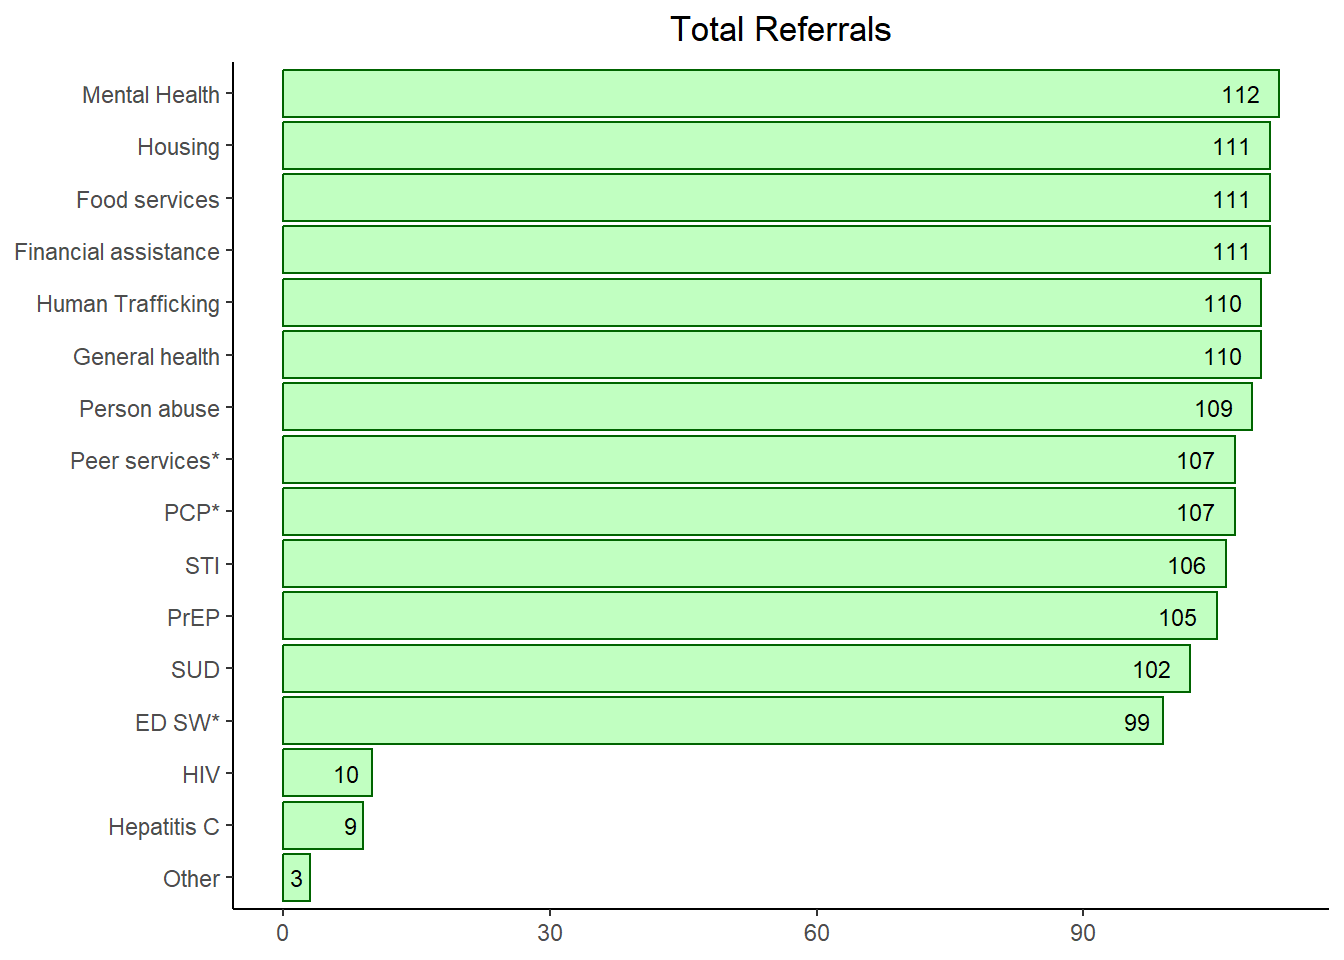 Total Referrals
Mental Health 112
Housing 111
Food services 111
Financial assistance 111
Human Trafficking 110
General health 110
Person abuse 109
Peer services* 107
PCP* 107
STI 106
PrEP 105
SUD 102
ED SW* 99
HIV 10
Hepatitis C 9
Other 3
0 30 60 90